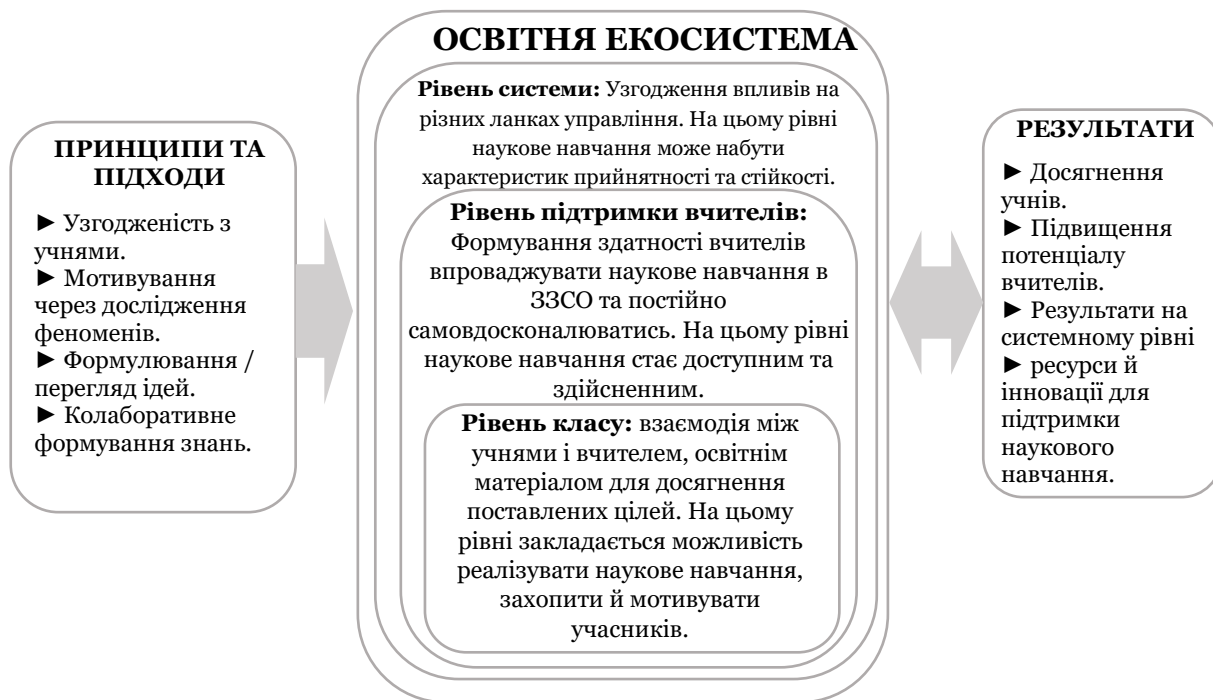 ПРИНЦИПИ ТА
ПІДХОДИ
► Узгодженість з
учнями.
► Мотивування
через дослідження
феноменів.
► Формулювання /
перегляд ідей.
► Колаборативне
формування знань.
ОСВІТНЯ ЕКОСИСТЕМА
Рівень системи: Узгодження впливів на
різних ланках управління. На цьому рівні
наукове навчання може набути
характеристик прийнятності та стійкості.
Рівень підтримки вчителів:
Формування здатності вчителів
впроваджувати наукове навчання в
ЗЗСО та постійно
самовдосконалюватись. На цьому рівні
наукове навчання стає доступним та
здійсненним.
Рівень класу: взаємодія між
учнями і вчителем, освітнім
матеріалом для досягнення
поставлених цілей. На цьому
рівні закладається можливість
реалізувати наукове навчання,
захопити й мотивувати
учасників.
РЕЗУЛЬТАТИ
► Досягнення
учнів.
► Підвищення
потенціалу
вчителів.
► Результати на
системному рівні
► ресурси й
інновації для
підтримки
наукового
навчання.